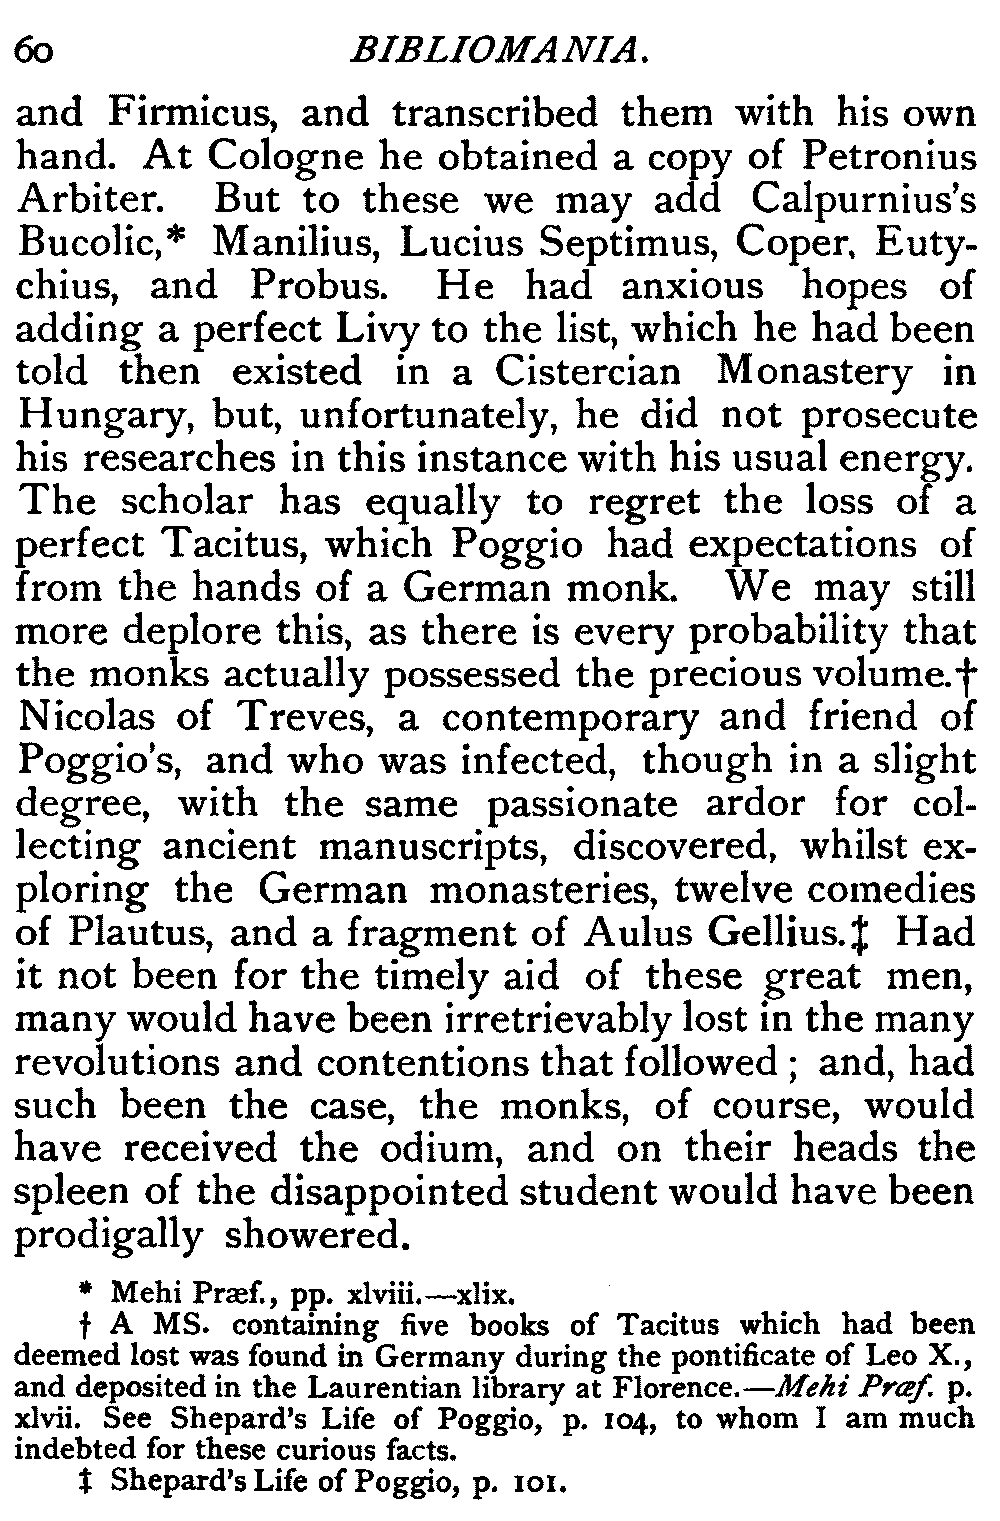 60 BIBLIOMANIA.
and Firmicus, and transcribed them with his own
hand. At Cologne he obtained a copy of Petronius
Arbiter. But to these we may add Calpurnius's
Bucolic,* Manilius, Lucius Septimus, Coper, Euty-
chius, and Probus. He had anxious hopes of
adding a perfect Livy to the list, which he had been
told then existed in a Cistercian Monastery in
Hungary, but, unfortunately, he did not prosecute
his researches in this instance with his usual energy.
The scholar has equally to regret the loss of a
perfect Tacitus, which Poggio had expectations of
from the hands of a German monk. We may still
more deplore this, as there is every probability that
the monks actually possessed the precious volume.†
Nicolas of Treves, a contemporary and friend of
Poggio's, and who was infected, though in a slight
degree, with the same passionate ardor for col-
lecting ancient manuscripts, discovered, whilst ex-
ploring the German monasteries, twelve comedies
of Plautus, and a fragment of Aulus Gellius.‡ Had
it not been for the timely aid of these great men,
many would have been irretrievably lost in the many
revolutions and contentions that followed ; and, had
such been the case, the monks, of course, would
have received the odium, and on their heads the
spleen of the disappointed student would have been
prodigally showered.
* Mehi Præf., pp. xlviii.—xlix.
† A MS. containing five books of Tacitus which had been
deemed lost was found in Germany during the pontificate of Leo X.,
and deposited in the Laurentian library at Florence.—Mehi Præf. p.
xlvii. See Shepard's Life of Poggio, p. 104, to whom I am much
indebted for these curious facts.
‡ Shepard's Life of Poggio, p. 101.